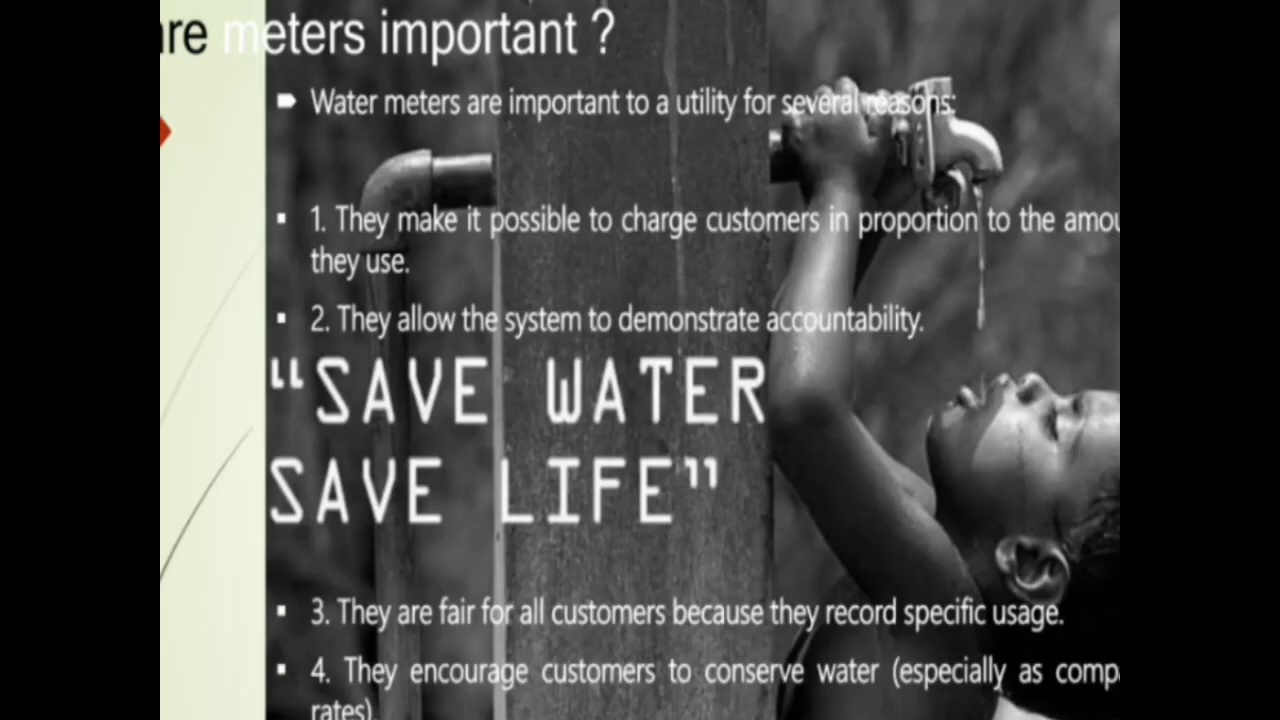 are meters important ?
Water meters are important to a utility for several reasons:
1. They make it possible to charge customers in proportion to the
they use.
2. They allow the system to demonstrate accountability.
“SAVE WATER
SAVE LIFE”
3. They are fair for all customers because they record specific usage.
4. They encourage customers to conserve water (especially as
rates)